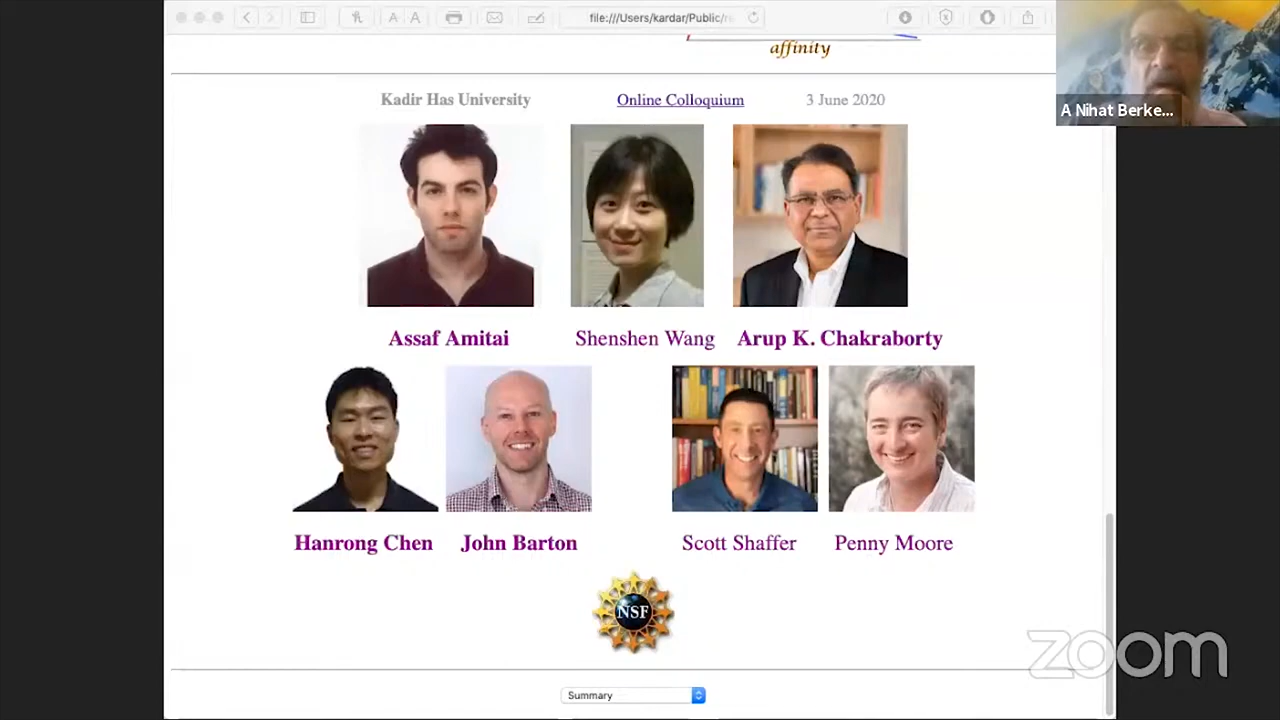 A A
file:///Users/kardar/Public/r
affinity
Kadir Has University Online Colloquium 3 June 2020
A Nihat Berke...
Assaf Amitai Shenshen Wang Arup K. Chakraborty
Hanrong Chen John Barton Scott Shaffer Penny Moore
NSF
zoom
Summary